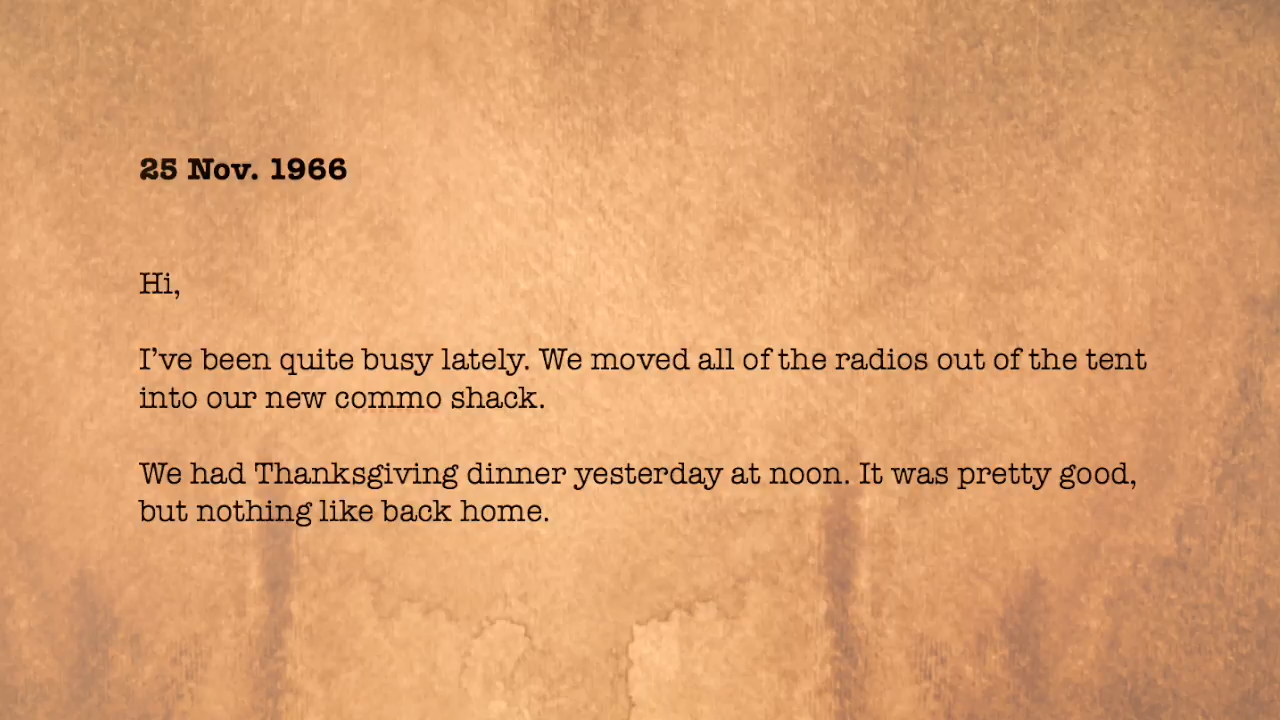 25 Nov. 1966
Hi,
I’ve been quite busy lately. We moved all of the radios out of the tent
into our new commo shack.
We had Thanksgiving dinner yesterday at noon. It was pretty good,
but nothing like back home.